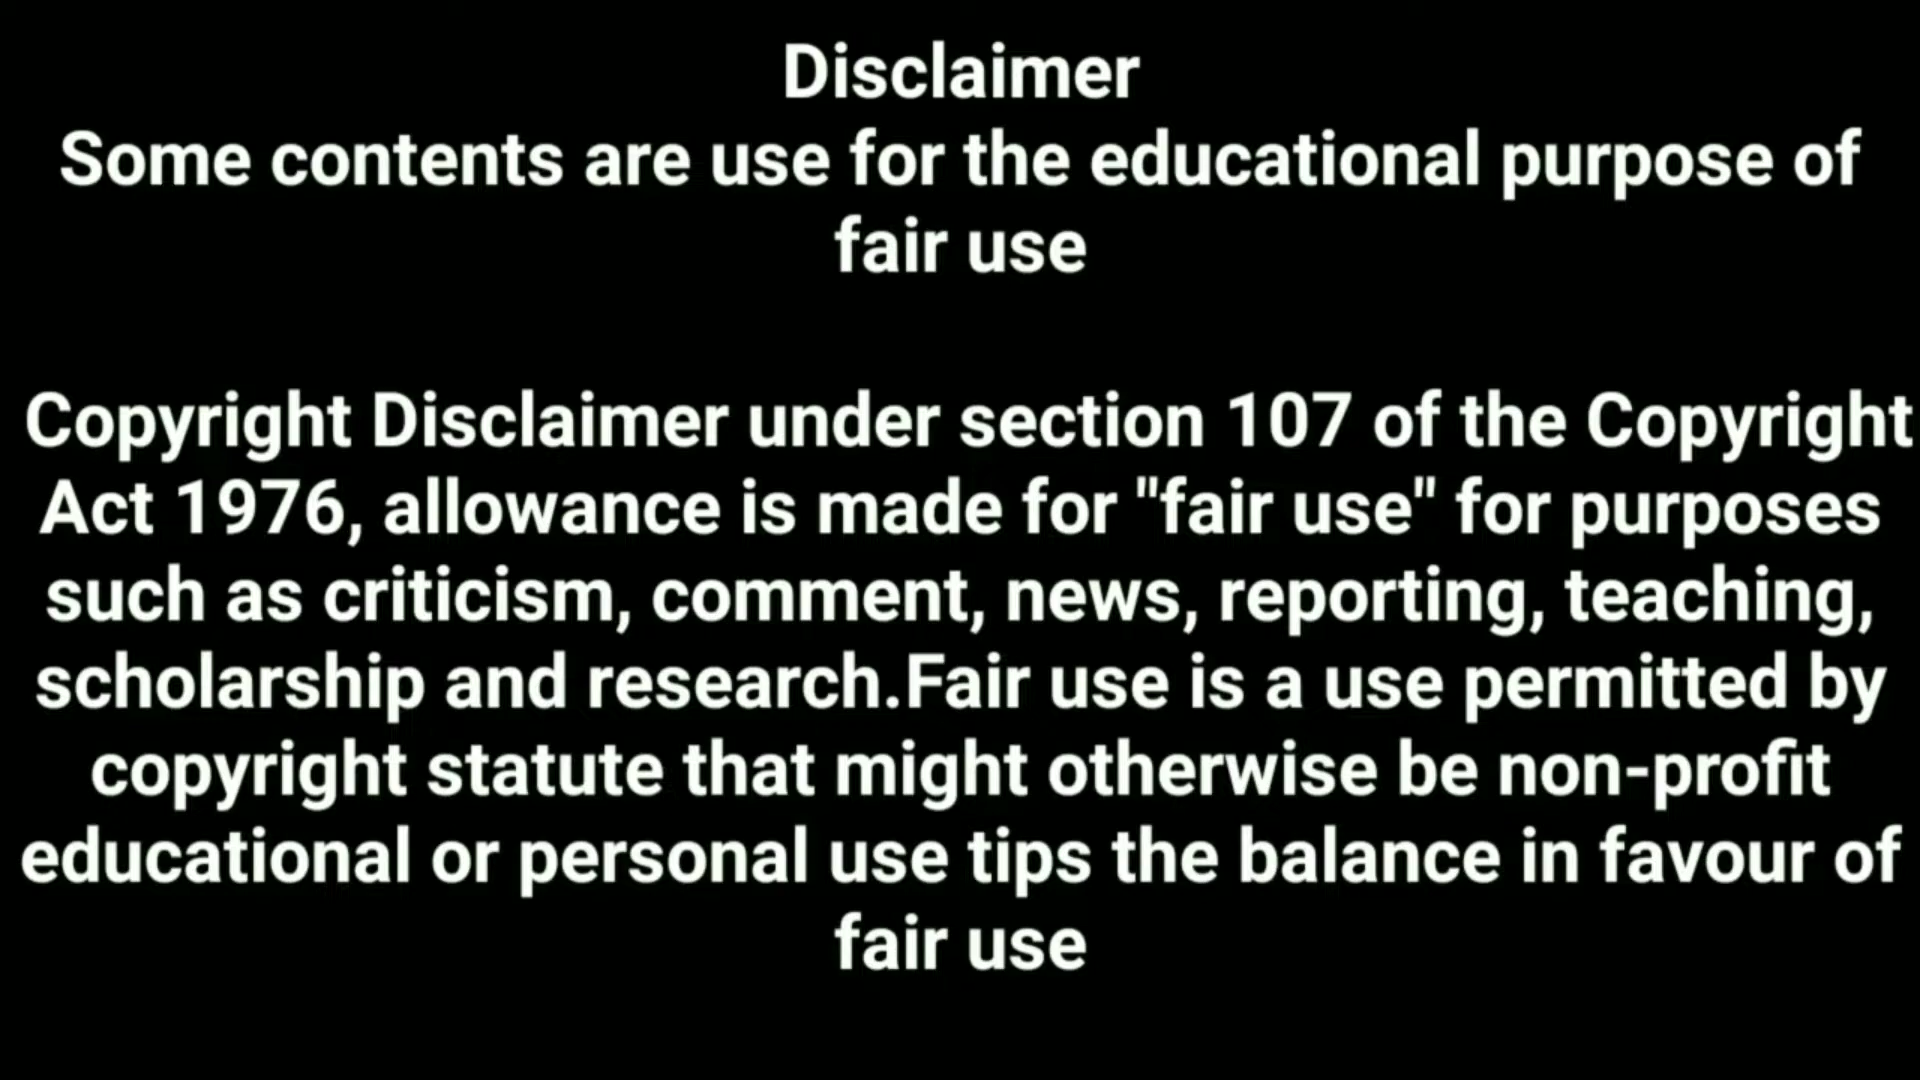 Disclaimer
Some contents are use for the educational purpose of
fair use
Copyright Disclaimer under section 107 of the Copyright
Act 1976, allowance is made for "fair use" for purposes
such as criticism, comment, news, reporting, teaching,
scholarship and research.Fair use is a use permitted by
copyright statute that might otherwise be non-profit
educational or personal use tips the balance in favour of
fair use